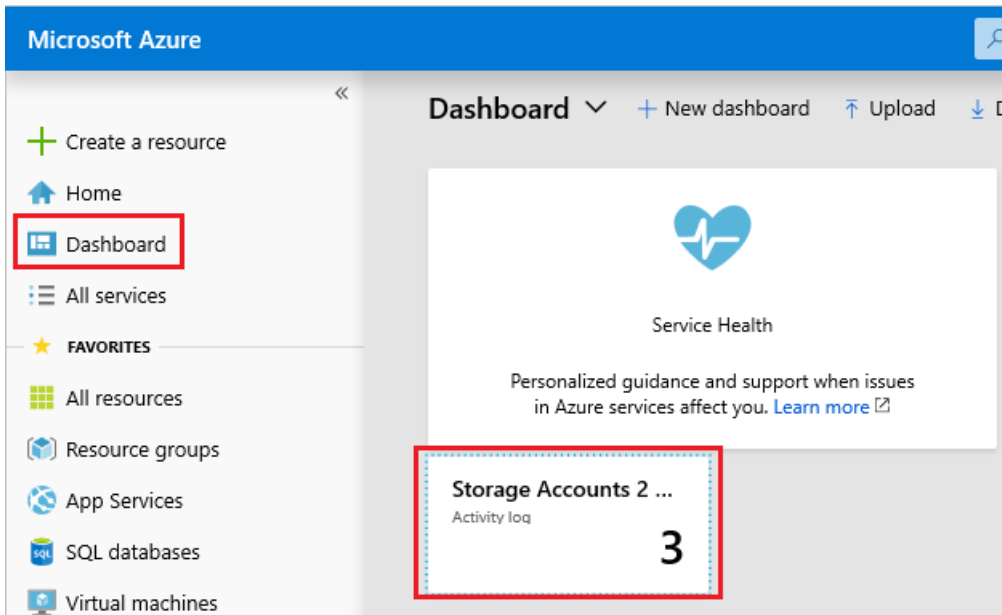 Microsoft Azure
«
Create a resource
Home
Dashboard
All services
FAVORITES
All resources
Resource groups
App Services
SQL databases
Virtual machines
Dashboard
+ New dashboard
Upload
D
Service Health
Personalized guidance and support when issues
in Azure services affect you. Learn more
Storage Accounts 2 ...
Activity log
3